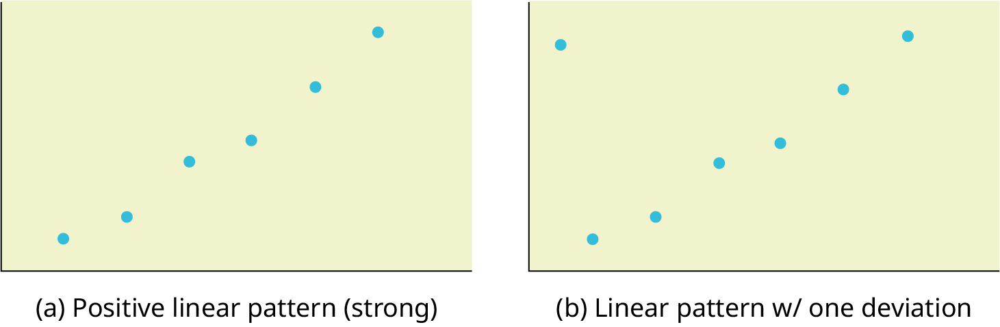 (a) Positive linear pattern (strong)
(b) Linear pattern w/ one deviation